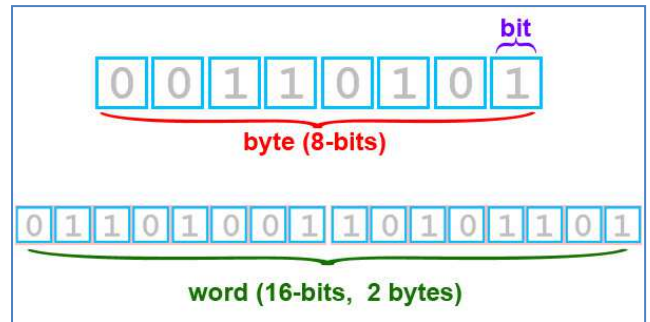 bit
0 0 1 1 0 1 0 1
byte (8-bits)
0 1 1 0 1 0 0 1 1 0 1 0 1 1 0 1
word (16-bits, 2 bytes)